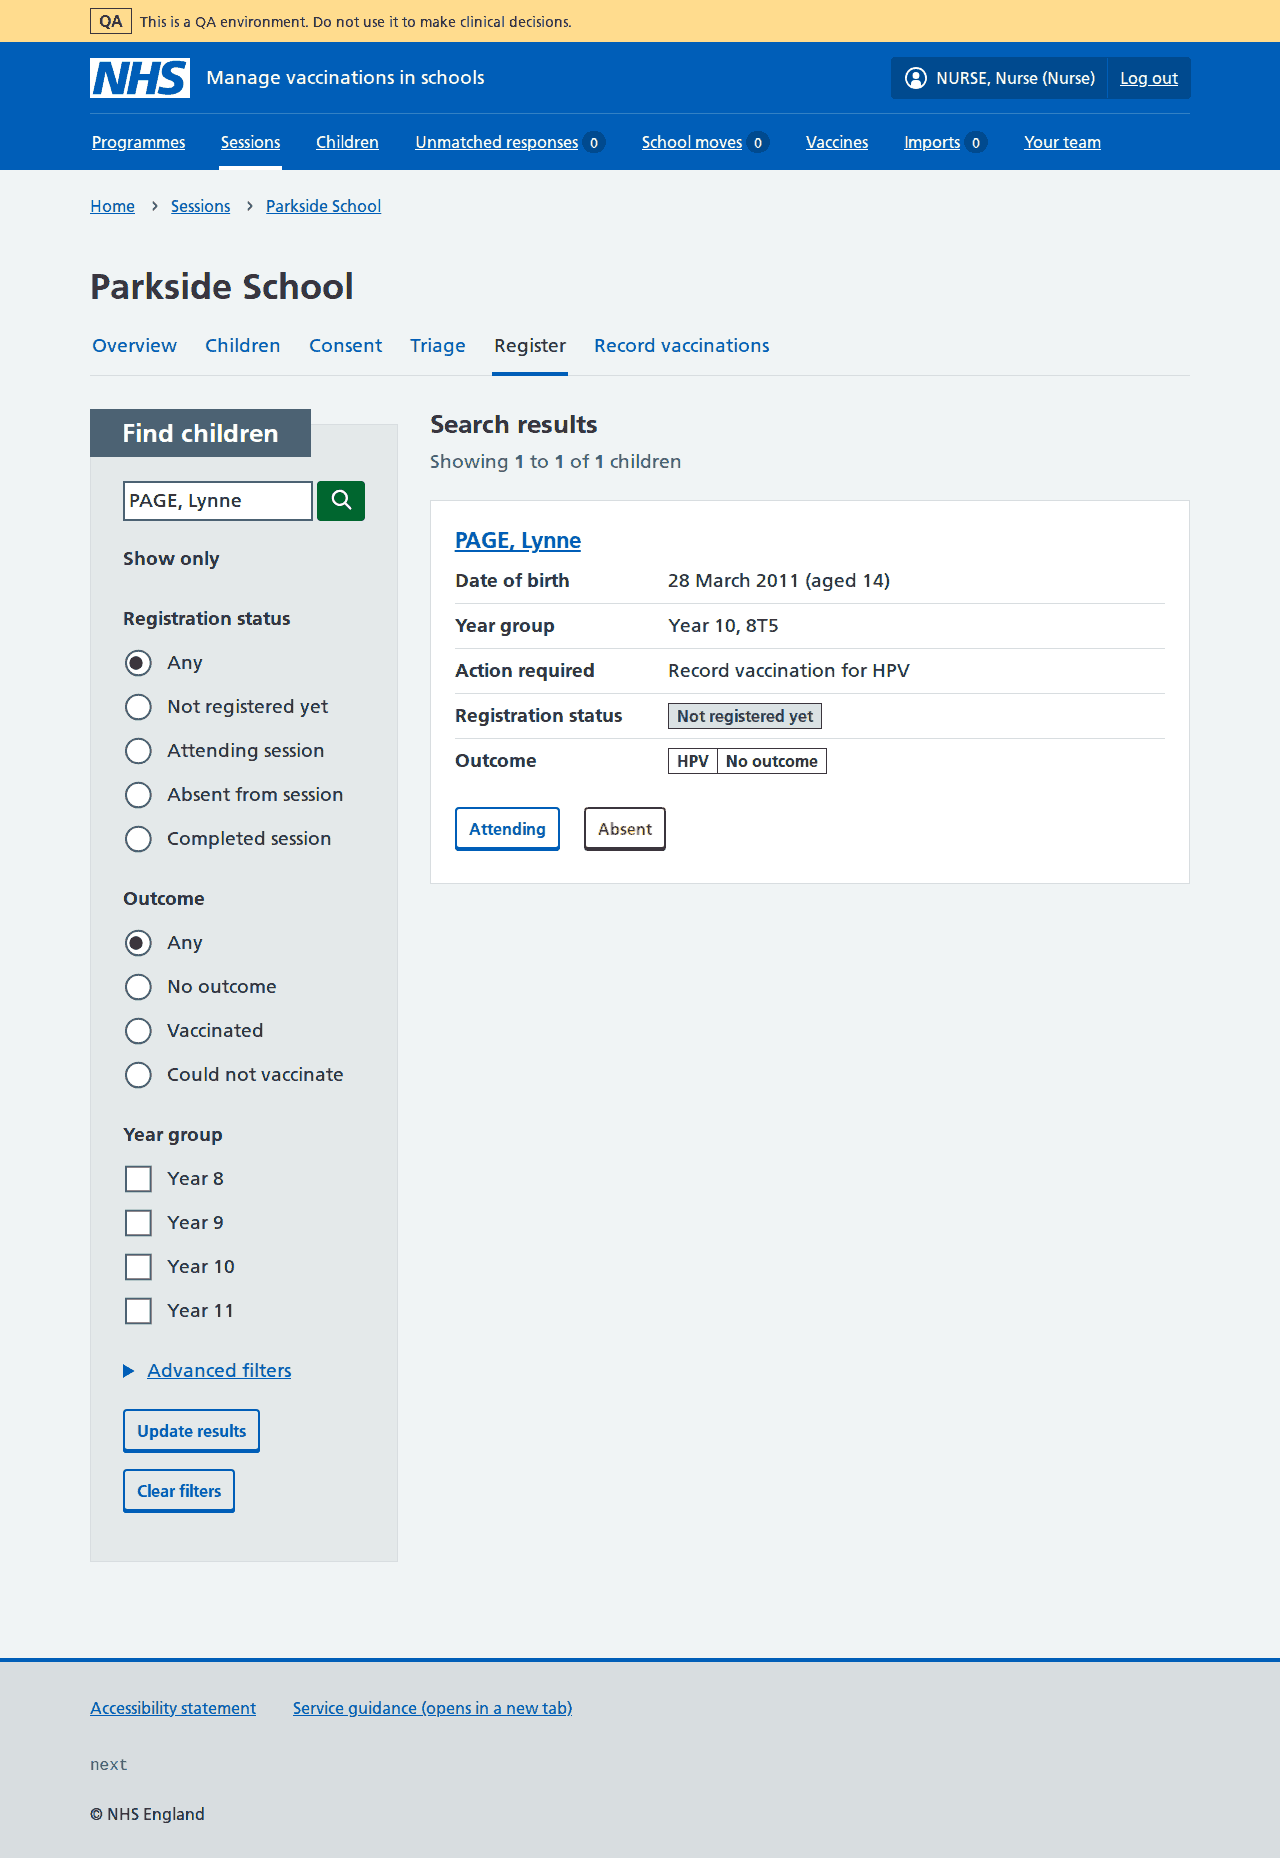 QA This is a QA environment. Do not use it to make clinical decisions.
NHS Manage vaccinations in schools NURSE, Nurse (Nurse) Log out
Programmes Sessions Children Unmatched responses 0 School moves 0 Vaccines Imports 0 Your team
Home Sessions Parkside School
Parkside School
Overview Children Consent Triage Register Record vaccinations
Find children
PAGE, Lynne
Show only
Registration status
Any
Not registered yet
Attending session
Absent from session
Completed session
Outcome
Any
No outcome
Vaccinated
Could not vaccinate
Year group
Year 8
Year 9
Year 10
Year 11
Advanced filters
Update results
Clear filters
Search results
Showing 1 to 1 of 1 children
PAGE, Lynne
Date of birth 28 March 2011 (aged 14)
Year group Year 10, 8T5
Action required Record vaccination for HPV
Registration status Not registered yet
Outcome HPV No outcome
Attending Absent
Accessibility statement Service guidance (opens in a new tab)
next
© NHS England